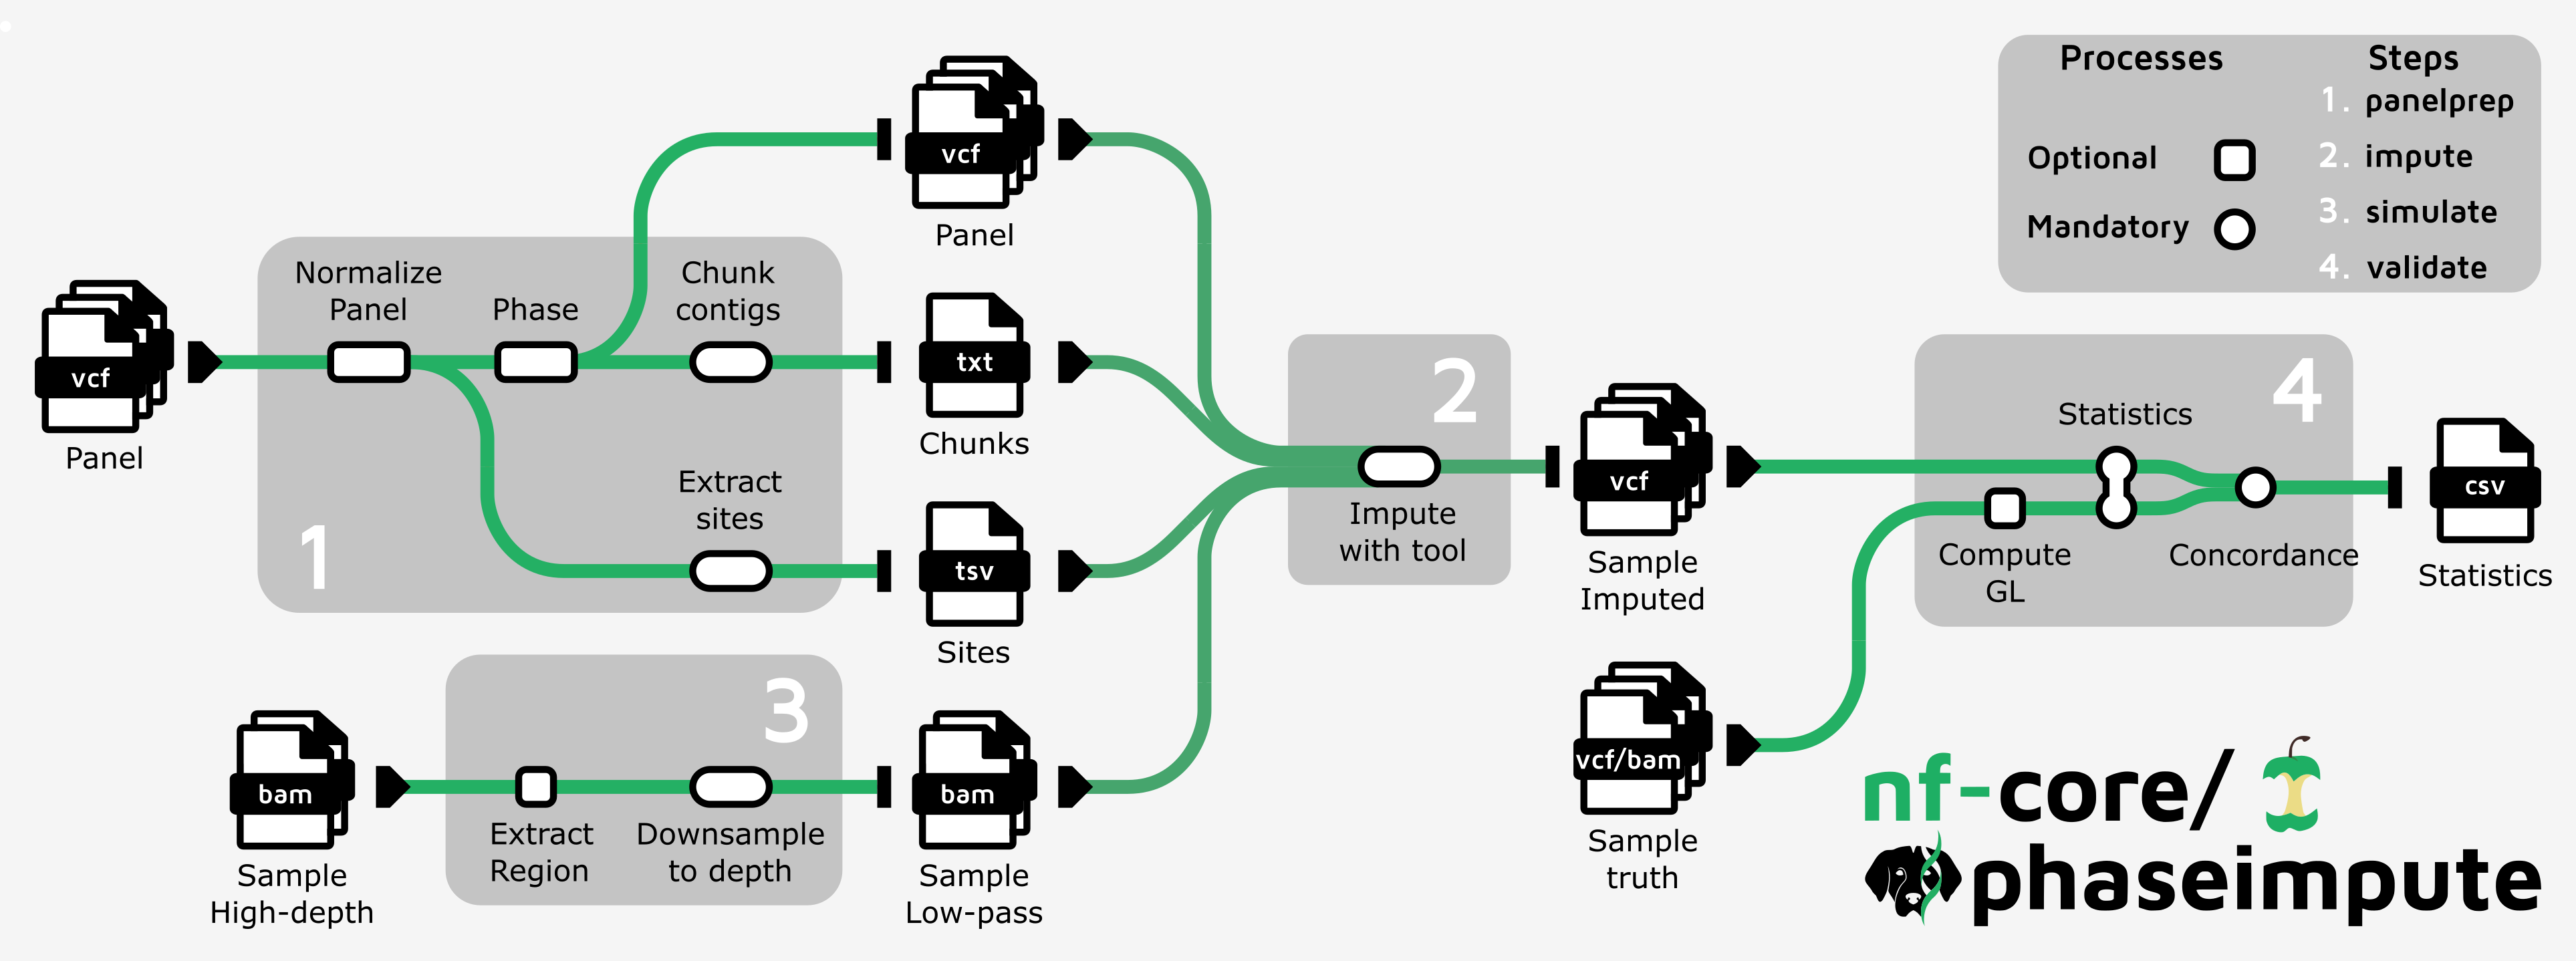 Processes
Steps
1. panelprep
Optional
2. impute
Mandatory
3. simulate
4. validate
vcf
Panel
Normalize
Panel
Phase
Chunk
contigs
Extract
sites
1
vcf
Panel
txt
Chunks
tsv
Sites
bam
Sample
High-depth
3
Extract
Region
Downsample
to depth
bam
Sample
Low-pass
2
Impute
with tool
vcf
Sample
Imputed
vcf/bam
Sample
truth
4
Statistics
Compute
GL
Concordance
csv
Statistics
nf-core/
phaseimpute